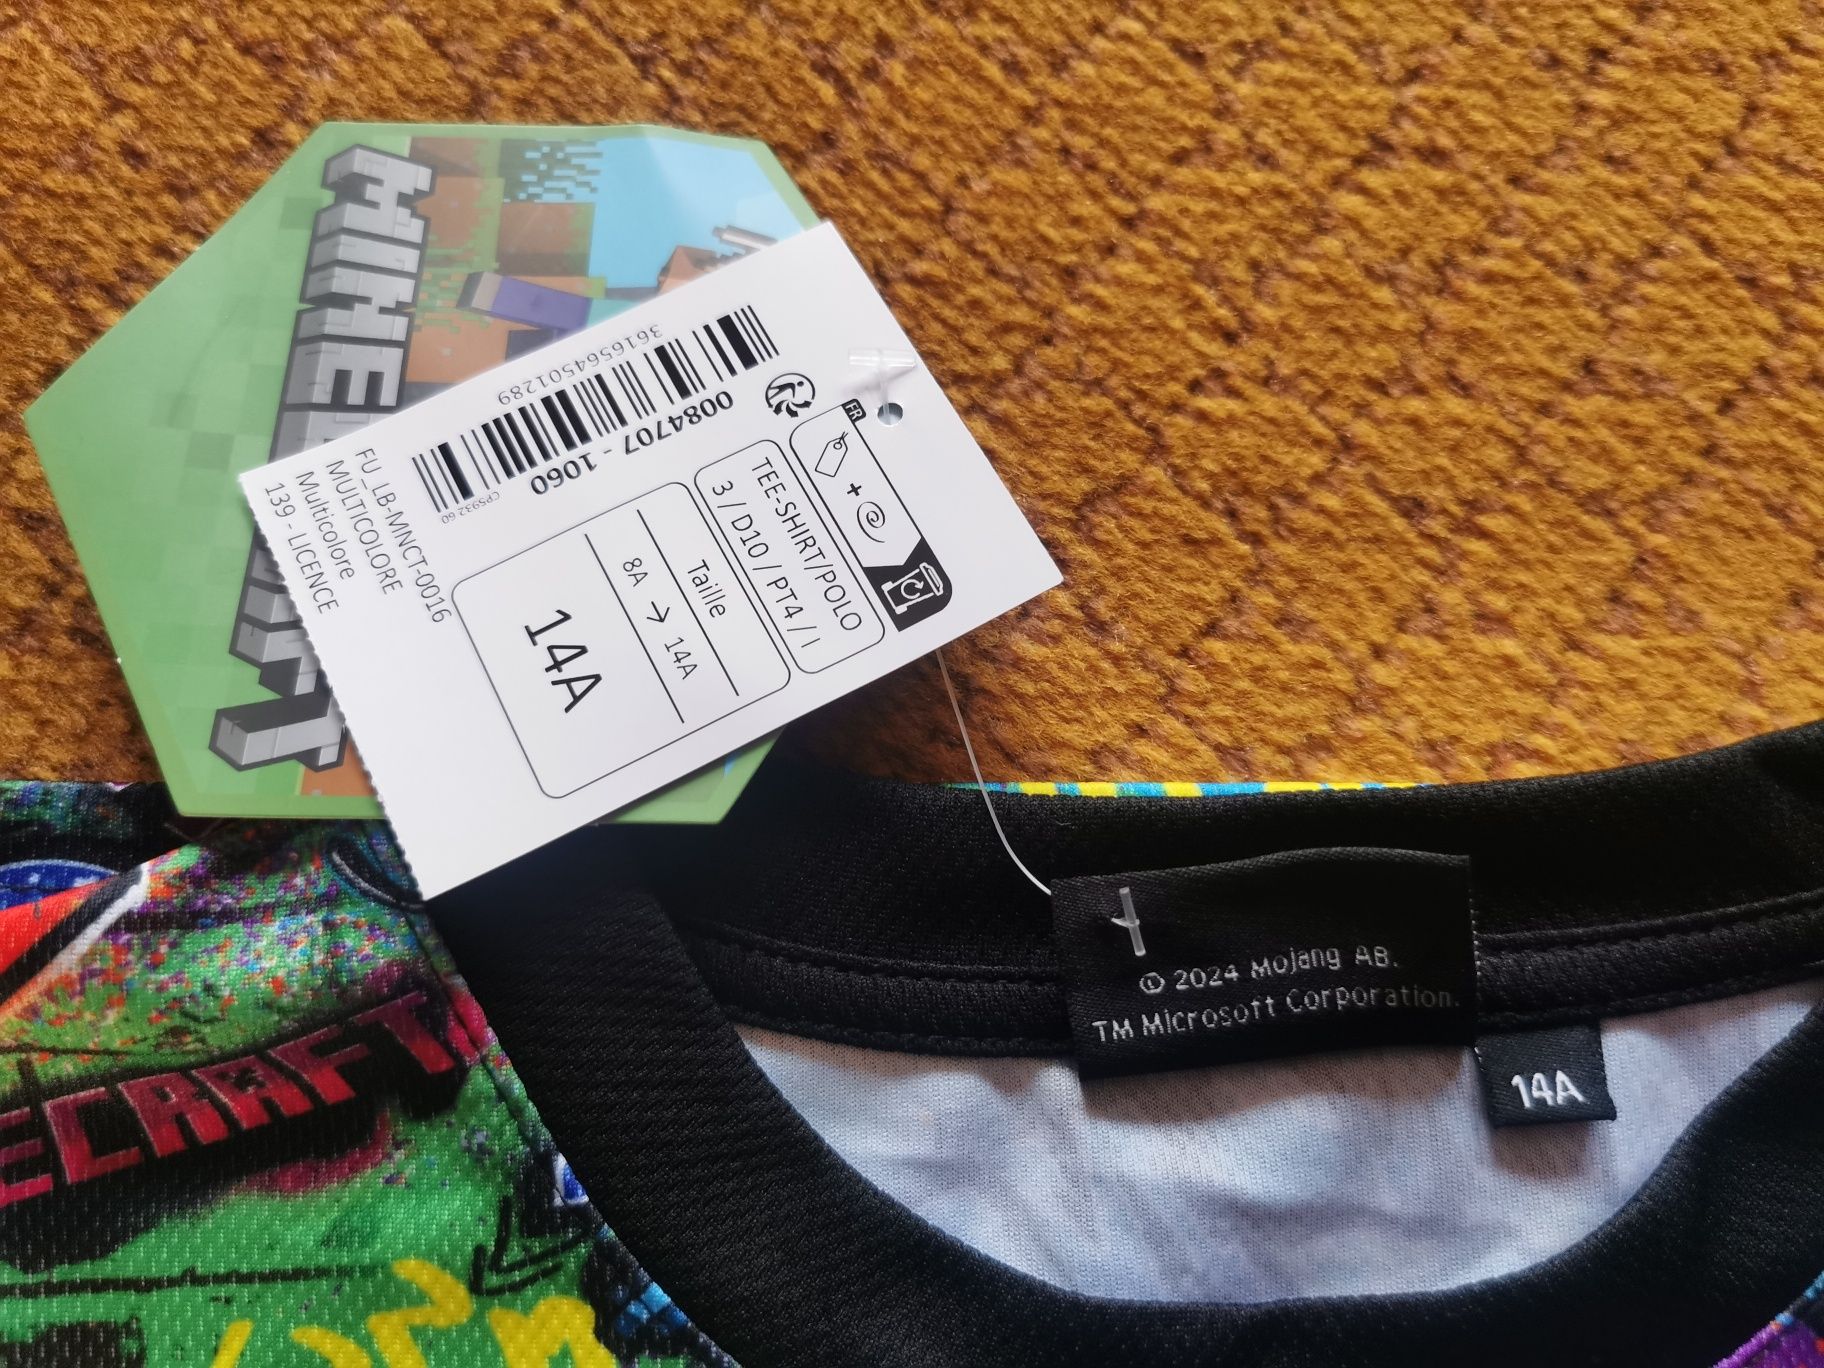 MINECRAFT
3616564501289
0084707 - 1060
CP5932 60
FR
+
TEE-SHIRT/POLO
3 / D10 / PT4 / I
Taille
8A → 14A
14A
FU_LB-MNCT-0016
MULTICOLORE
Multicolore
139 - LICENCE
© 2024 Mojang AB.
TM Microsoft Corporation.
14A
ECRAFT